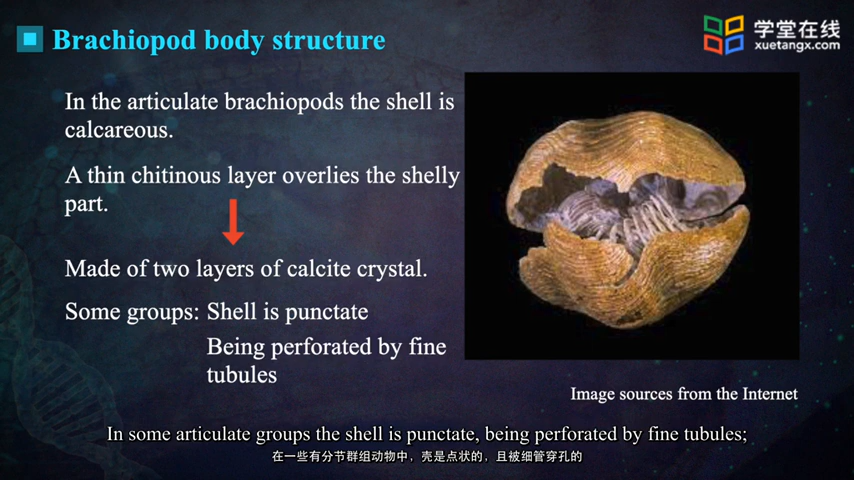 Brachiopod body structure
学堂在线
xuetangx.com
In the articulate brachiopods the shell is
calcareous.
A thin chitinous layer overlies the shelly
part.
Made of two layers of calcite crystal.
Some groups: Shell is punctate
Being perforated by fine
tubules
Image sources from the Internet
In some articulate groups the shell is punctate, being perforated by fine tubules;
在一些有分节群组动物中，壳是点状的，且被细管穿孔的